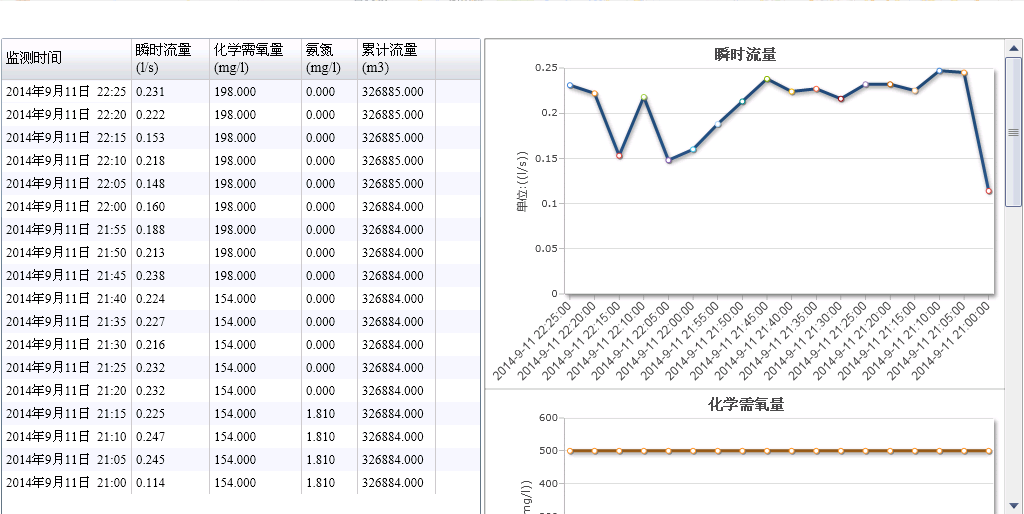 监测时间 瞬时流量 (l/s) 化学需氧量 (mg/l) 氨氮 (mg/l) 累计流量 (m3)
2014年9月11日 22:25 0.231 198.000 0.000 326885.000
2014年9月11日 22:20 0.222 198.000 0.000 326885.000
2014年9月11日 22:15 0.153 198.000 0.000 326885.000
2014年9月11日 22:10 0.218 198.000 0.000 326885.000
2014年9月11日 22:05 0.148 198.000 0.000 326885.000
2014年9月11日 22:00 0.160 198.000 0.000 326884.000
2014年9月11日 21:55 0.188 198.000 0.000 326884.000
2014年9月11日 21:50 0.213 198.000 0.000 326884.000
2014年9月11日 21:45 0.238 198.000 0.000 326884.000
2014年9月11日 21:40 0.224 154.000 0.000 326884.000
2014年9月11日 21:35 0.227 154.000 0.000 326884.000
2014年9月11日 21:30 0.216 154.000 0.000 326884.000
2014年9月11日 21:25 0.232 154.000 0.000 326884.000
2014年9月11日 21:20 0.232 154.000 0.000 326884.000
2014年9月11日 21:15 0.225 154.000 1.810 326884.000
2014年9月11日 21:10 0.247 154.000 1.810 326884.000
2014年9月11日 21:05 0.245 154.000 1.810 326884.000
2014年9月11日 21:00 0.114 154.000 1.810 326884.000
瞬时流量
单位:((l/s))
0.25
0.2
0.15
0.1
0.05
0
2014-9-11 22:25:00
2014-9-11 22:20:00
2014-9-11 22:15:00
2014-9-11 22:10:00
2014-9-11 22:05:00
2014-9-11 22:00:00
2014-9-11 21:55:00
2014-9-11 21:50:00
2014-9-11 21:45:00
2014-9-11 21:40:00
2014-9-11 21:35:00
2014-9-11 21:30:00
2014-9-11 21:25:00
2014-9-11 21:20:00
2014-9-11 21:15:00
2014-9-11 21:10:00
2014-9-11 21:05:00
2014-9-11 21:00:00
化学需氧量
600
500
400
mg/l))